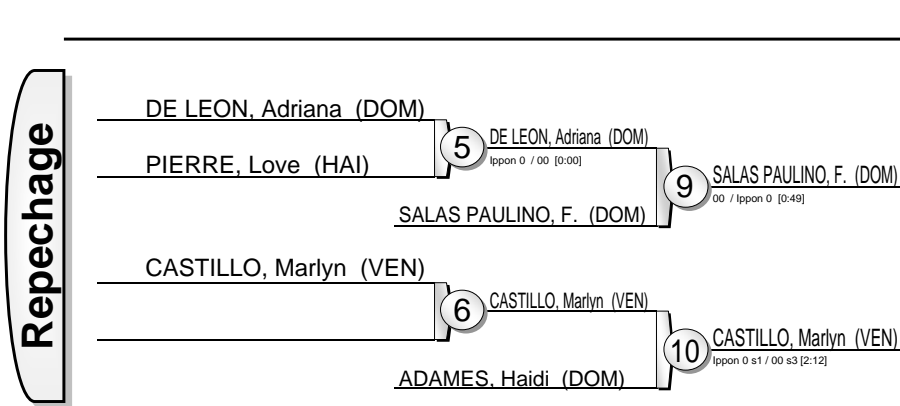 Repechage
DE LEON, Adriana (DOM)
PIERRE, Love (HAI)
5
DE LEON, Adriana (DOM)
Ippon 0 / 00 [0:00]
SALAS PAULINO, F. (DOM)
9
SALAS PAULINO, F. (DOM)
00 / Ippon 0 [0:49]
CASTILLO, Marlyn (VEN)
6
CASTILLO, Marlyn (VEN)
ADAMES, Haidi (DOM)
10
CASTILLO, Marlyn (VEN)
Ippon 0 s1 / 00 s3 [2:12]